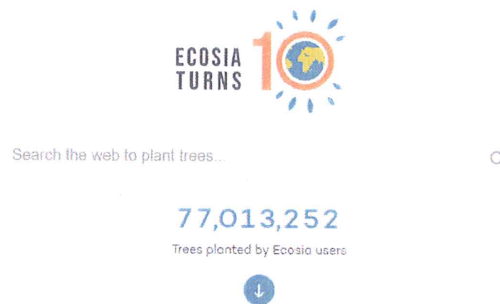 ECOSIA
TURNS
10
Search the web to plant trees...
77,013,252
Trees planted by Ecosia users